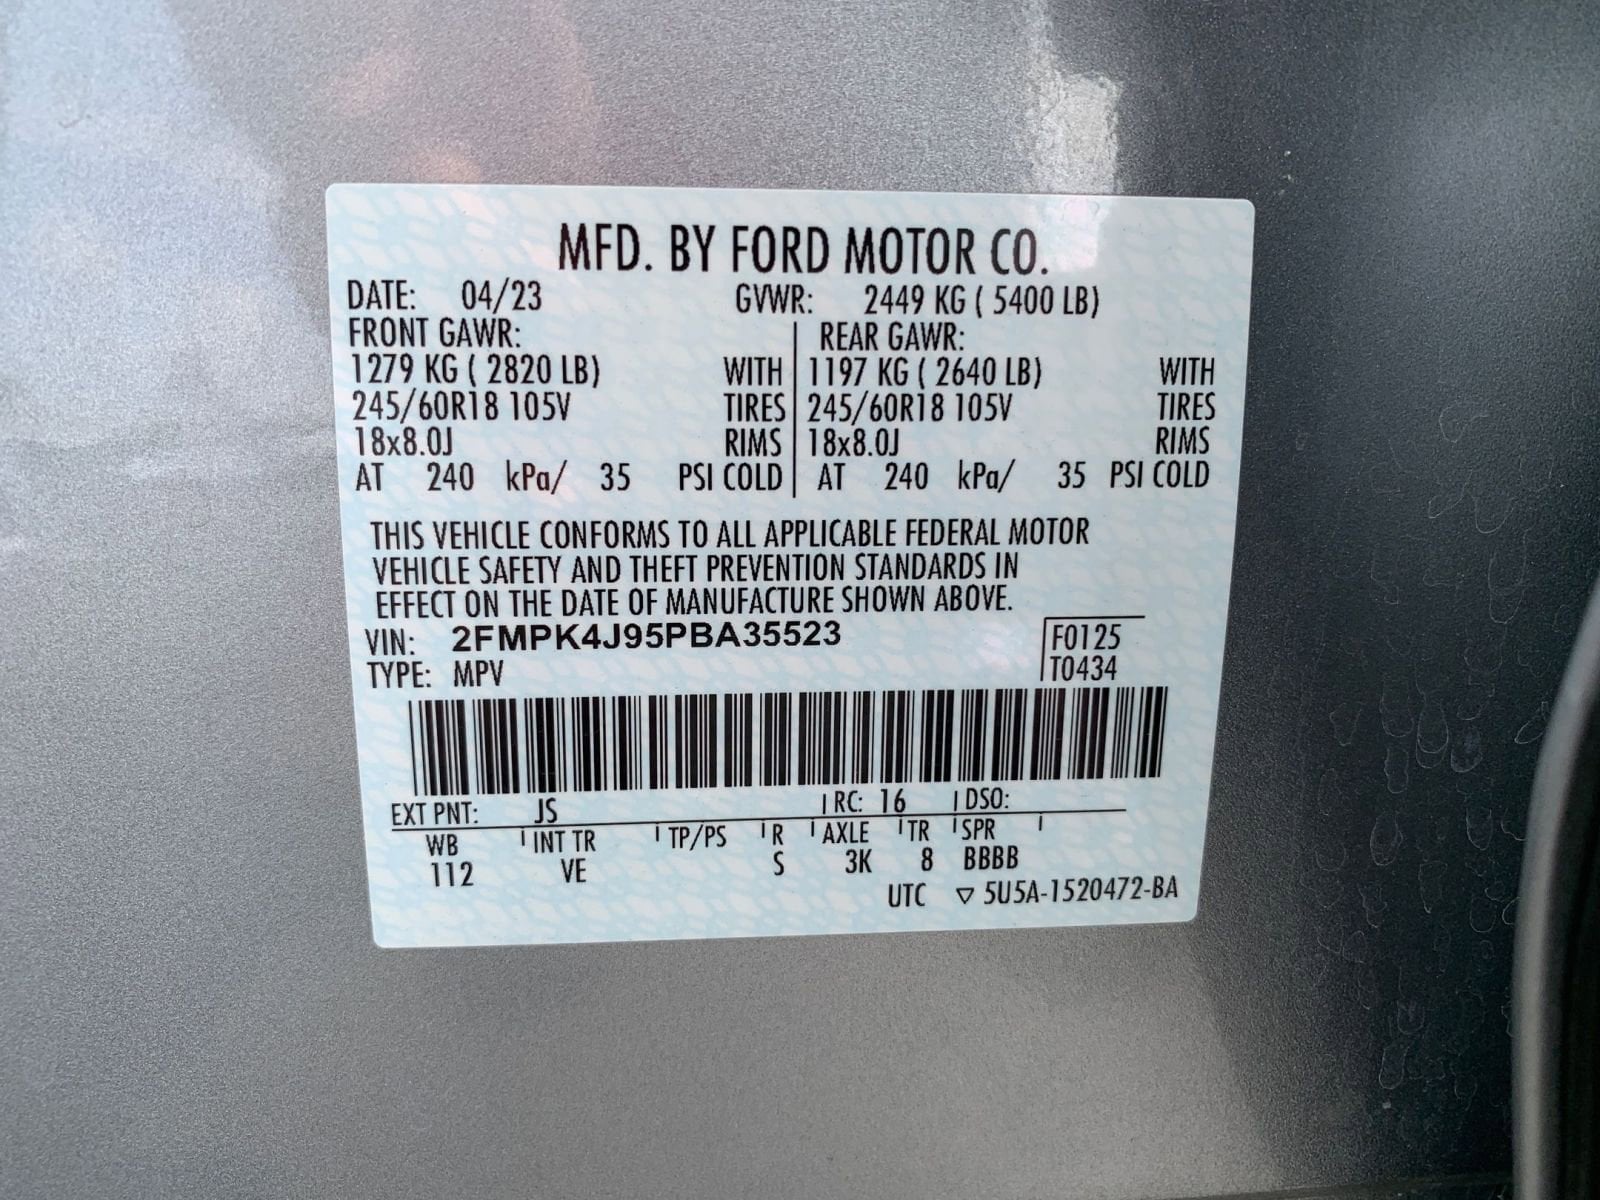 MFD. BY FORD MOTOR CO.
DATE: 04/23 GVWR: 2449 KG ( 5400 LB)
FRONT GAWR: REAR GAWR:
1279 KG ( 2820 LB) WITH 1197 KG ( 2640 LB) WITH
245/60R18 105V TIRES 245/60R18 105V TIRES
18x8.0J RIMS 18x8.0J RIMS
AT 240 kPa/ 35 PSI COLD AT 240 kPa/ 35 PSI COLD
THIS VEHICLE CONFORMS TO ALL APPLICABLE FEDERAL MOTOR
VEHICLE SAFETY AND THEFT PREVENTION STANDARDS IN
EFFECT ON THE DATE OF MANUFACTURE SHOWN ABOVE.
VIN: 2FMPK4J95PBA35523 F0125
TYPE: MPV T0434
EXT PNT: JS RC: 16 DSO:
WB INT TR TP/PS R AXLE TR SPR
112 VE S 3K 8 BBBB
UTC ▽ 5U5A-1520472-BA